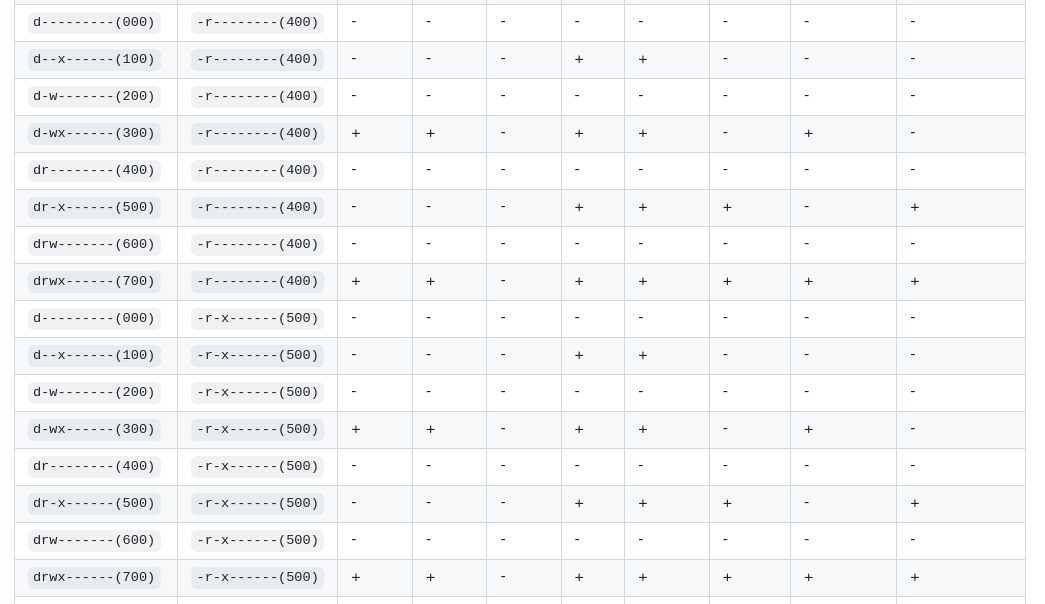 d---------(000) -r--------(400) - - - - - - - -
d--x------(100) -r--------(400) - - - + + - - -
d-w-------(200) -r--------(400) - - - - - - - -
d-wx------(300) -r--------(400) + + - + + - + -
dr--------(400) -r--------(400) - - - - - - - -
dr-x------(500) -r--------(400) - - - + + + - +
drw-------(600) -r--------(400) - - - - - - - -
drwx------(700) -r--------(400) + + - + + + + +
d---------(000) -r-x------(500) - - - - - - - -
d--x------(100) -r-x------(500) - - - + + - - -
d-w-------(200) -r-x------(500) - - - - - - - -
d-wx------(300) -r-x------(500) + + - + + - + -
dr--------(400) -r-x------(500) - - - - - - - -
dr-x------(500) -r-x------(500) - - - + + + - +
drw-------(600) -r-x------(500) - - - - - - - -
drwx------(700) -r-x------(500) + + - + + + + +